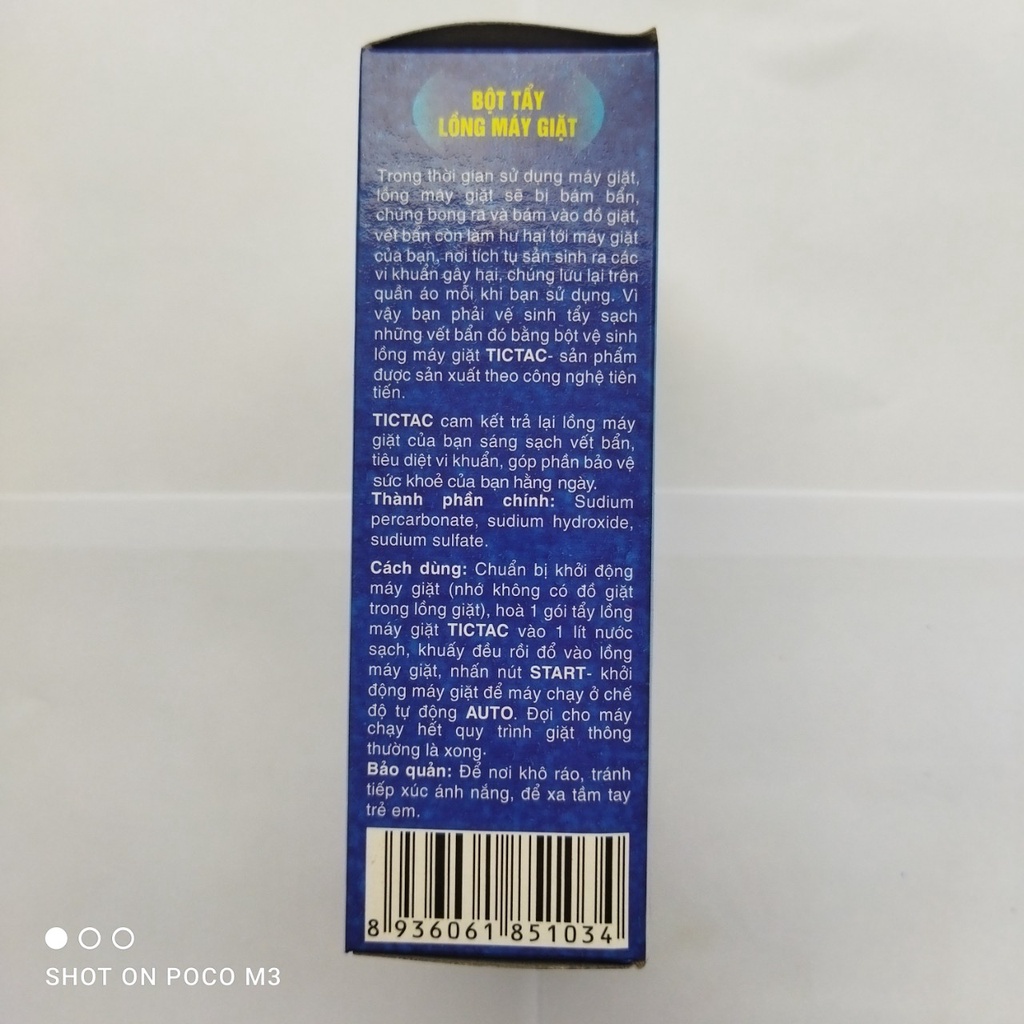 BỘT TẨY
LỒNG MÁY GIẶT
Trong thời gian sử dụng máy giặt,
lồng máy giặt sẽ bị bám bẩn,
chúng bong ra và bám vào đồ giặt,
vết bẩn còn làm hư hại tới máy giặt
của bạn, nơi tích tụ sản sinh ra các
vi khuẩn gây hại, chúng lưu lại trên
quần áo mỗi khi bạn sử dụng. Vì
vậy bạn phải vệ sinh tẩy sạch
những vết bẩn đó bằng bột vệ sinh
lồng máy giặt TICTAC- sản phẩm
được sản xuất theo công nghệ tiên
tiến.
TICTAC cam kết trả lại lồng máy
giặt của bạn sáng sạch vết bẩn,
tiêu diệt vi khuẩn, góp phần bảo vệ
sức khoẻ của bạn hằng ngày.
Thành phần chính: Sudium
percarbonate, sudium hydroxide,
sudium sulfate.
Cách dùng: Chuẩn bị khởi động
máy giặt (nhớ không có đồ giặt
trong lồng giặt), hoà 1 gói tẩy lồng
máy giặt TICTAC vào 1 lít nước
sạch, khuấy đều rồi đổ vào lồng
máy giặt, nhấn nút START- khởi
động máy giặt để máy chạy ở chế
độ tự động AUTO. Đợi cho máy
chạy hết quy trình giặt thông
thường là xong.
Bảo quản: Để nơi khô ráo, tránh
tiếp xúc ánh nắng, để xa tầm tay
trẻ em.
8 936061 851034
SHOT ON POCO M3